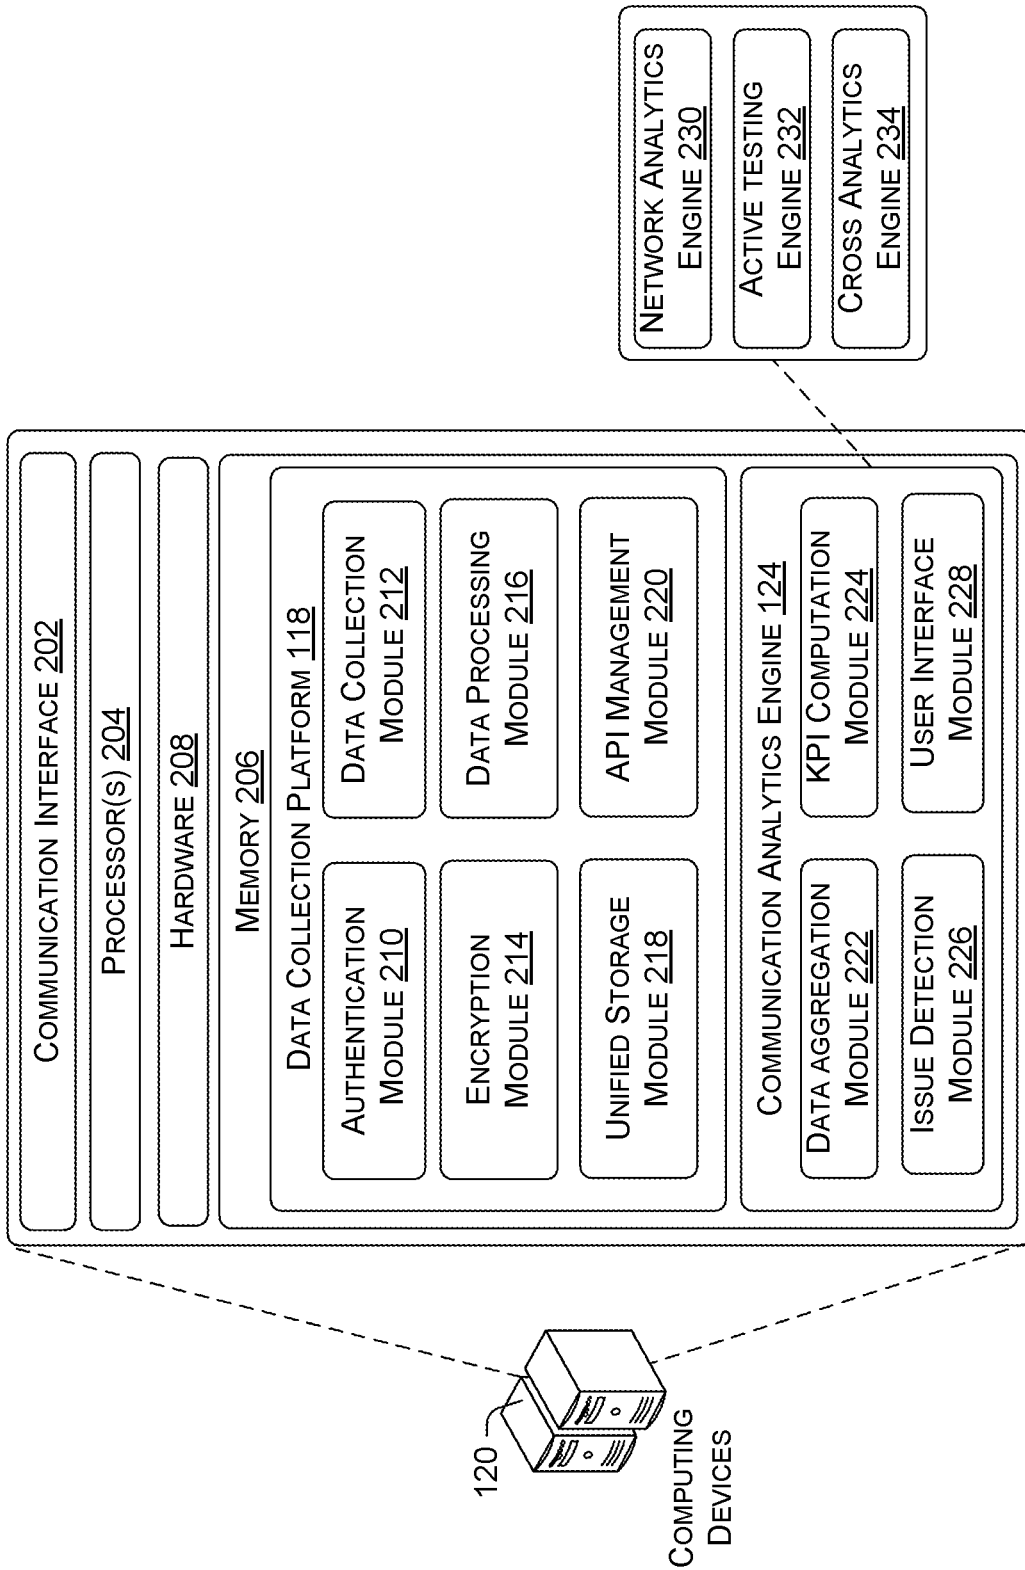 COMMUNICATION INTERFACE 202
PROCESSOR(S) 204
HARDWARE 208
MEMORY 206
DATA COLLECTION PLATFORM 118
AUTHENTICATION
MODULE 210
DATA COLLECTION
MODULE 212
ENCRYPTION
MODULE 214
DATA PROCESSING
MODULE 216
UNIFIED STORAGE
MODULE 218
API MANAGEMENT
MODULE 220
COMMUNICATION ANALYTICS ENGINE 124
DATA AGGREGATION
MODULE 222
KPI COMPUTATION
MODULE 224
ISSUE DETECTION
MODULE 226
USER INTERFACE
MODULE 228
120
COMPUTING
DEVICES
NETWORK ANALYTICS
ENGINE 230
ACTIVE TESTING
ENGINE 232
CROSS ANALYTICS
ENGINE 234